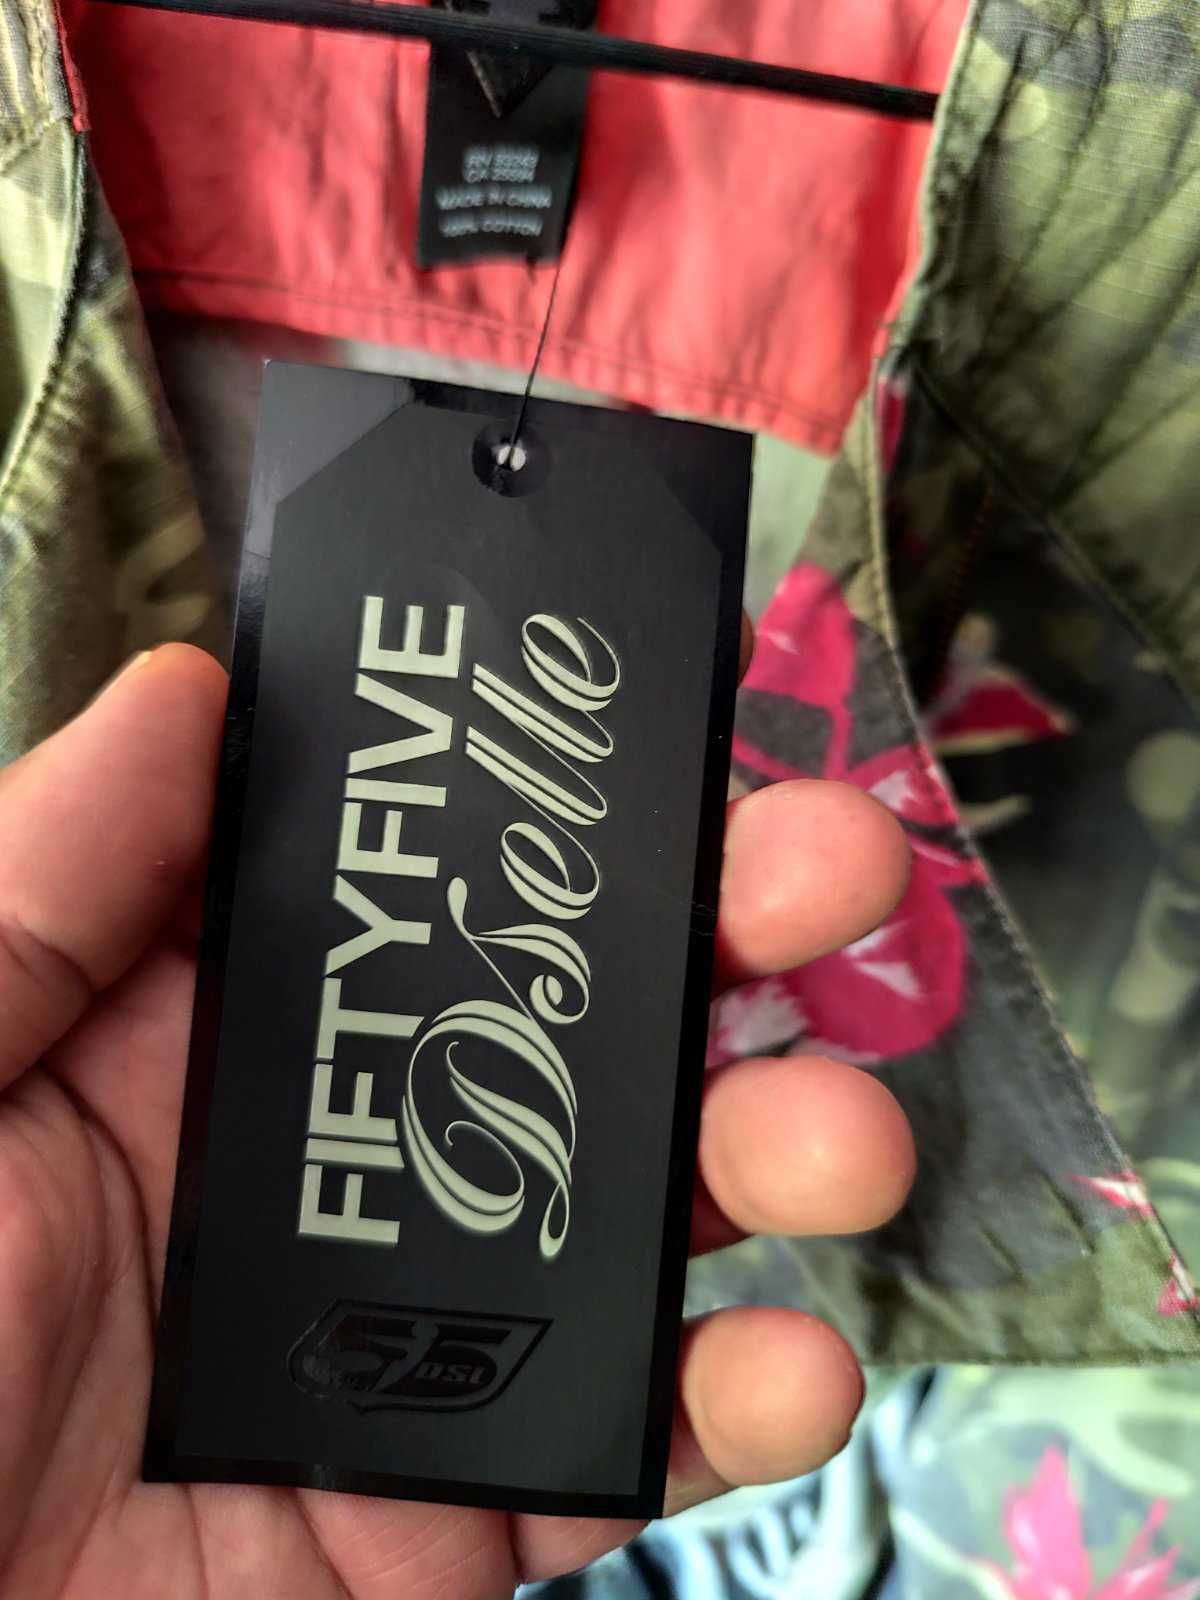 MADE IN CHINA
100% COTTON
FIFTYFIVE
Dselle
55
DSL